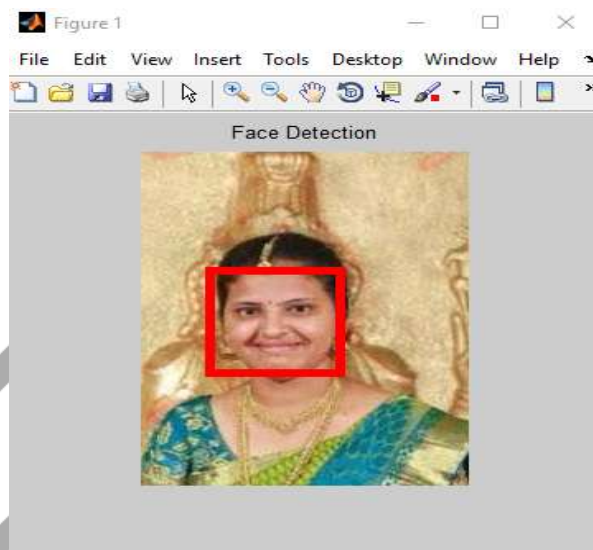 Figure 1
File Edit View Insert Tools Desktop Window Help
Face Detection